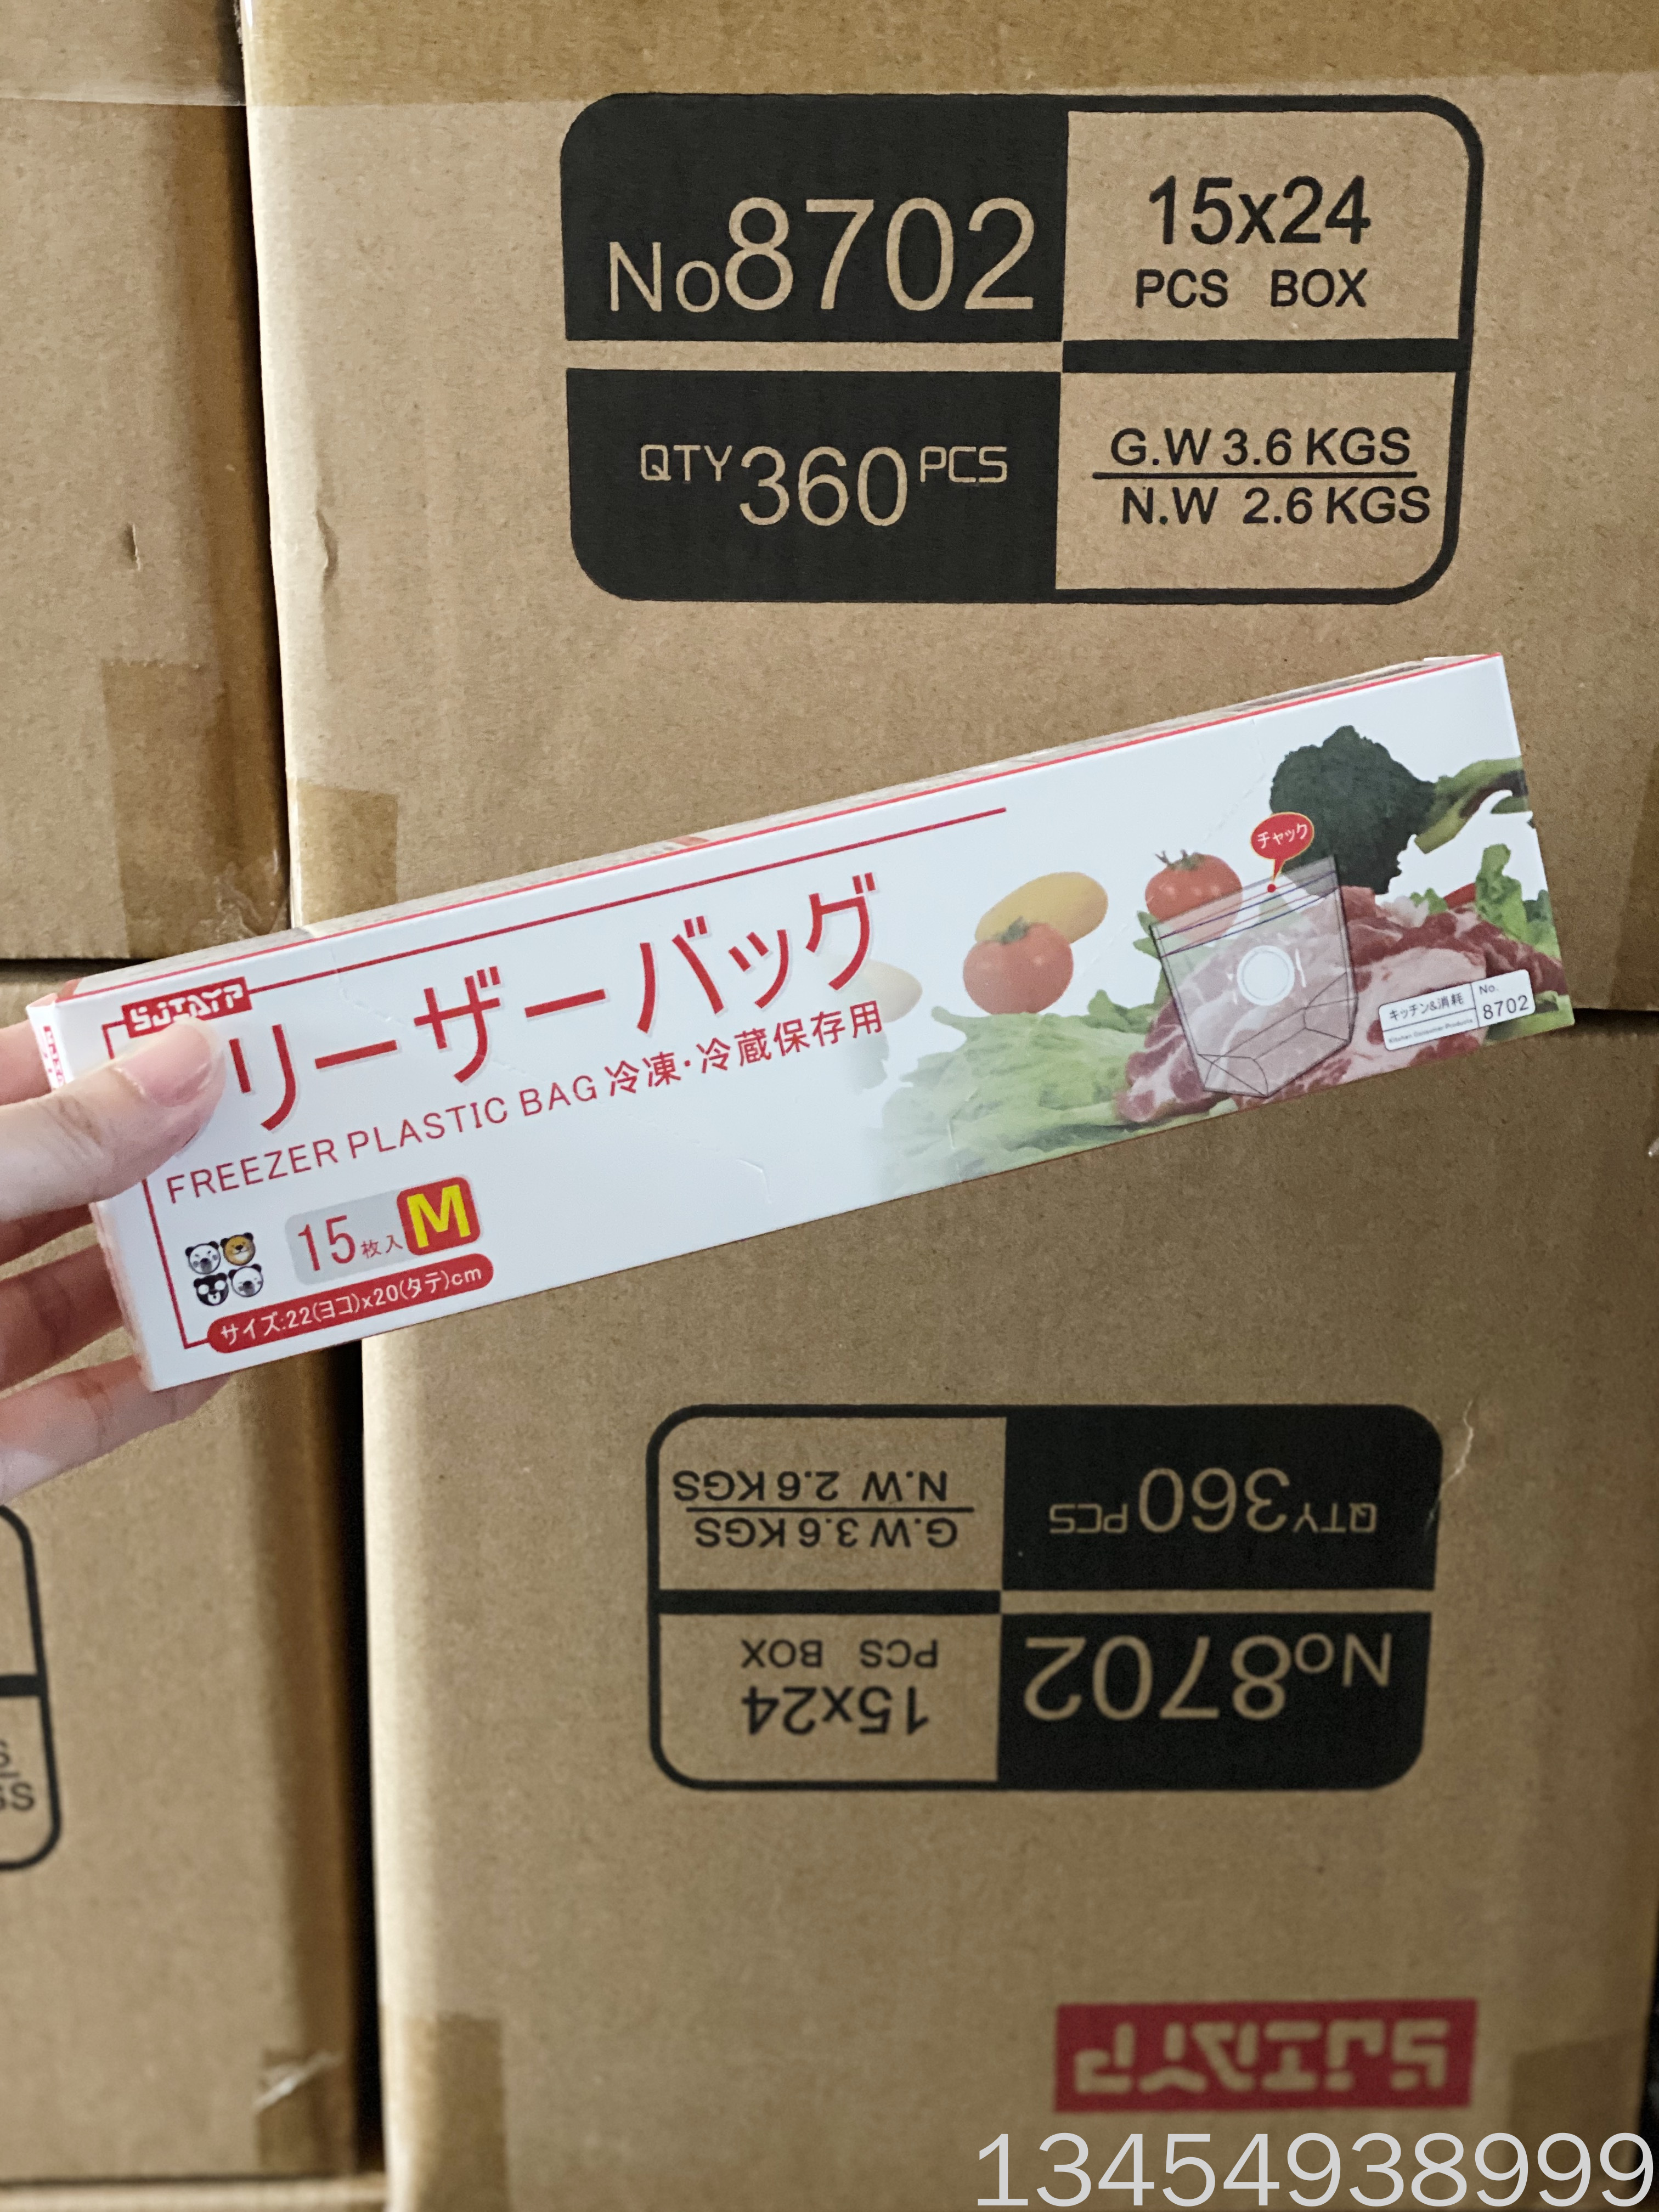 No8702
15x24
PCS BOX
QTY 360 PCS
G.W 3.6 KGS
N.W 2.6 KGS
チャック
リーザーバッグ
FREEZER PLASTIC BAG 冷凍·冷蔵保存用
キッチン&消耗
Kitchen Consumer Products
No.
8702
15枚入 M
サイズ:22(ヨコ)x20(タテ)cm
N.W 2.6 KGS
G.W 3.6 KGS
QTY 360 PCS
PCS BOX
15x24
No8702
13454938999